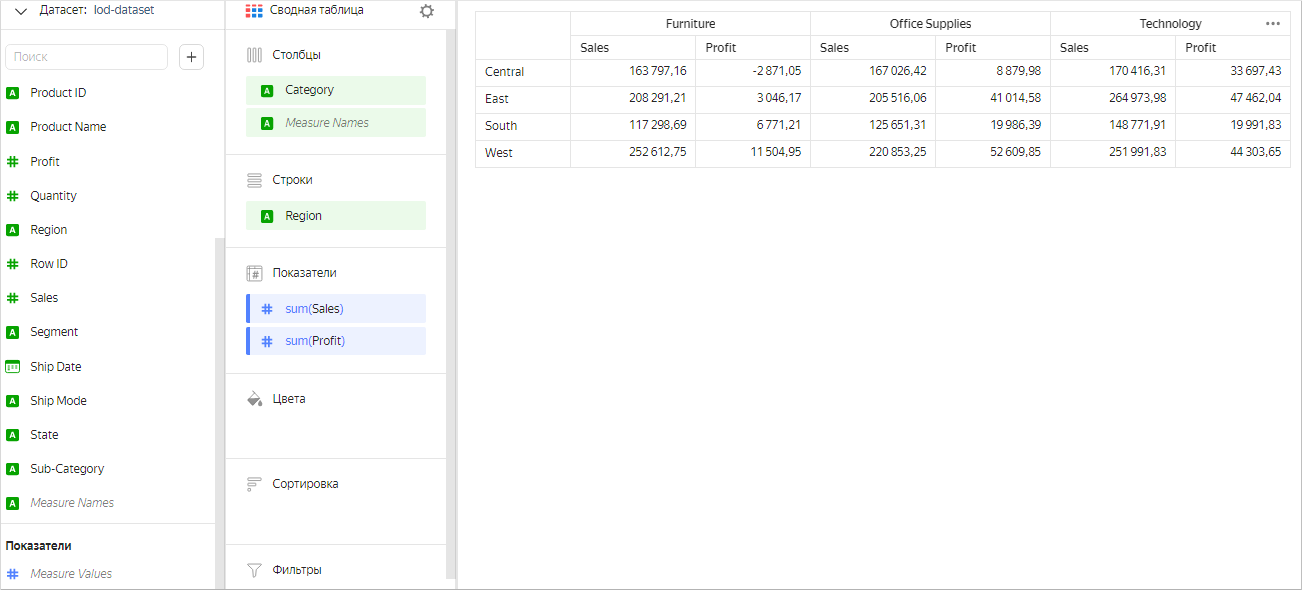 Датасет: lod-dataset
Поиск
+
Product ID
Product Name
Profit
Quantity
Region
Row ID
Sales
Segment
Ship Date
Ship Mode
State
Sub-Category
Measure Names
Показатели
Measure Values
Сводная таблица
Столбцы
Category
Measure Names
Строки
Region
Показатели
sum(Sales)
sum(Profit)
Цвета
Сортировка
Фильтры
Furniture Office Supplies Technology
Sales Profit Sales Profit Sales Profit
Central 163 797,16 -2 871,05 167 026,42 8 879,98 170 416,31 33 697,43
East 208 291,21 3 046,17 205 516,06 41 014,58 264 973,98 47 462,04
South 117 298,69 6 771,21 125 651,31 19 986,39 148 771,91 19 991,83
West 252 612,75 11 504,95 220 853,25 52 609,85 251 991,83 44 303,65